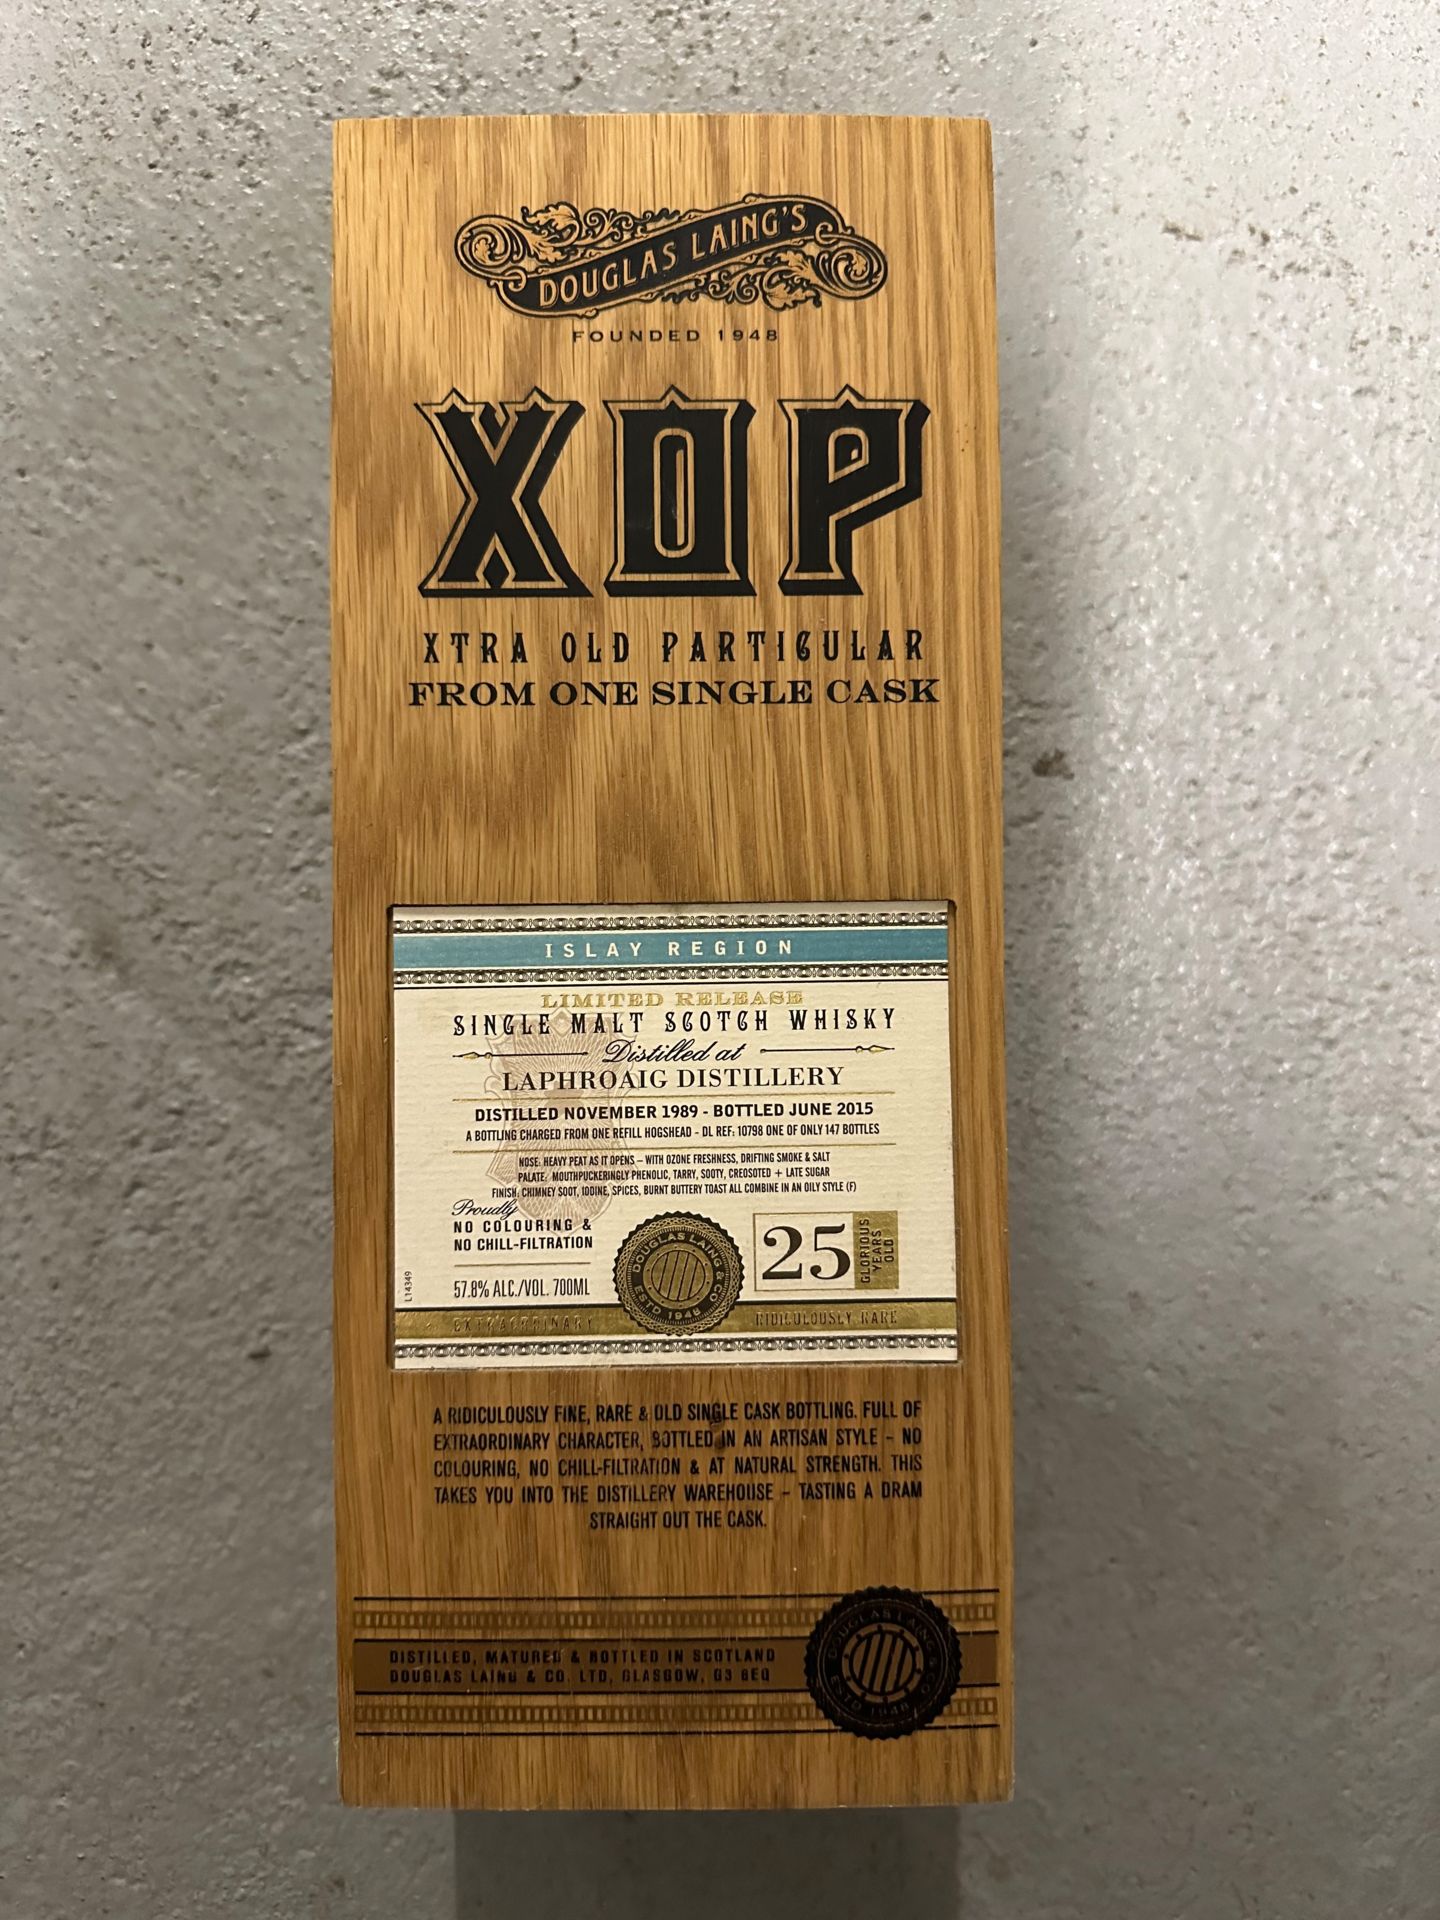 DOUGLAS LAING'S
FOUNDED 1948
XOP
XTRA OLD PARTICULAR
FROM ONE SINGLE CASK
ISLAY REGION
LIMITED RELEASE
SINGLE MALT SCOTCH WHISKY
Distilled at
LAPHROAIG DISTILLERY
DISTILLED NOVEMBER 1989 - BOTTLED JUNE 2015
A BOTTLING CHARGED FROM ONE REFILL HOGSHEAD - DL REF: 10798 ONE OF ONLY 147 BOTTLES
NOSE: HEAVY PEAT AS IT OPENS – WITH OZONE FRESHNESS, DRIFTING SMOKE & SALT
PALATE: MOUTHPUCKERINGLY PHENOLIC, TARRY, SOOTY, CREOSOTED + LATE SUGAR
FINISH: CHIMNEY SOOT, IODINE, SPICES, BURNT BUTTERY TOAST ALL COMBINE IN AN OILY STYLE (F)
Proudly
NO COLOURING &
NO CHILL-FILTRATION
57.8% ALC./VOL. 700ML
L14349
DOUGLAS LAING & CO
ESTD 1948
25
GLORIOUS
YEARS
OLD
EXTRAORDINARY
RIDICULOUSLY RARE
A RIDICULOUSLY FINE, RARE & OLD SINGLE CASK BOTTLING. FULL OF
EXTRAORDINARY CHARACTER, BOTTLED IN AN ARTISAN STYLE – NO
COLOURING, NO CHILL-FILTRATION & AT NATURAL STRENGTH. THIS
TAKES YOU INTO THE DISTILLERY WAREHOUSE – TASTING A DRAM
STRAIGHT OUT THE CASK.
DISTILLED, MATURED & BOTTLED IN SCOTLAND
DOUGLAS LAING & CO. LTD, GLASGOW, G3 6EQ
DOUGLAS LAING & CO
ESTD 1948